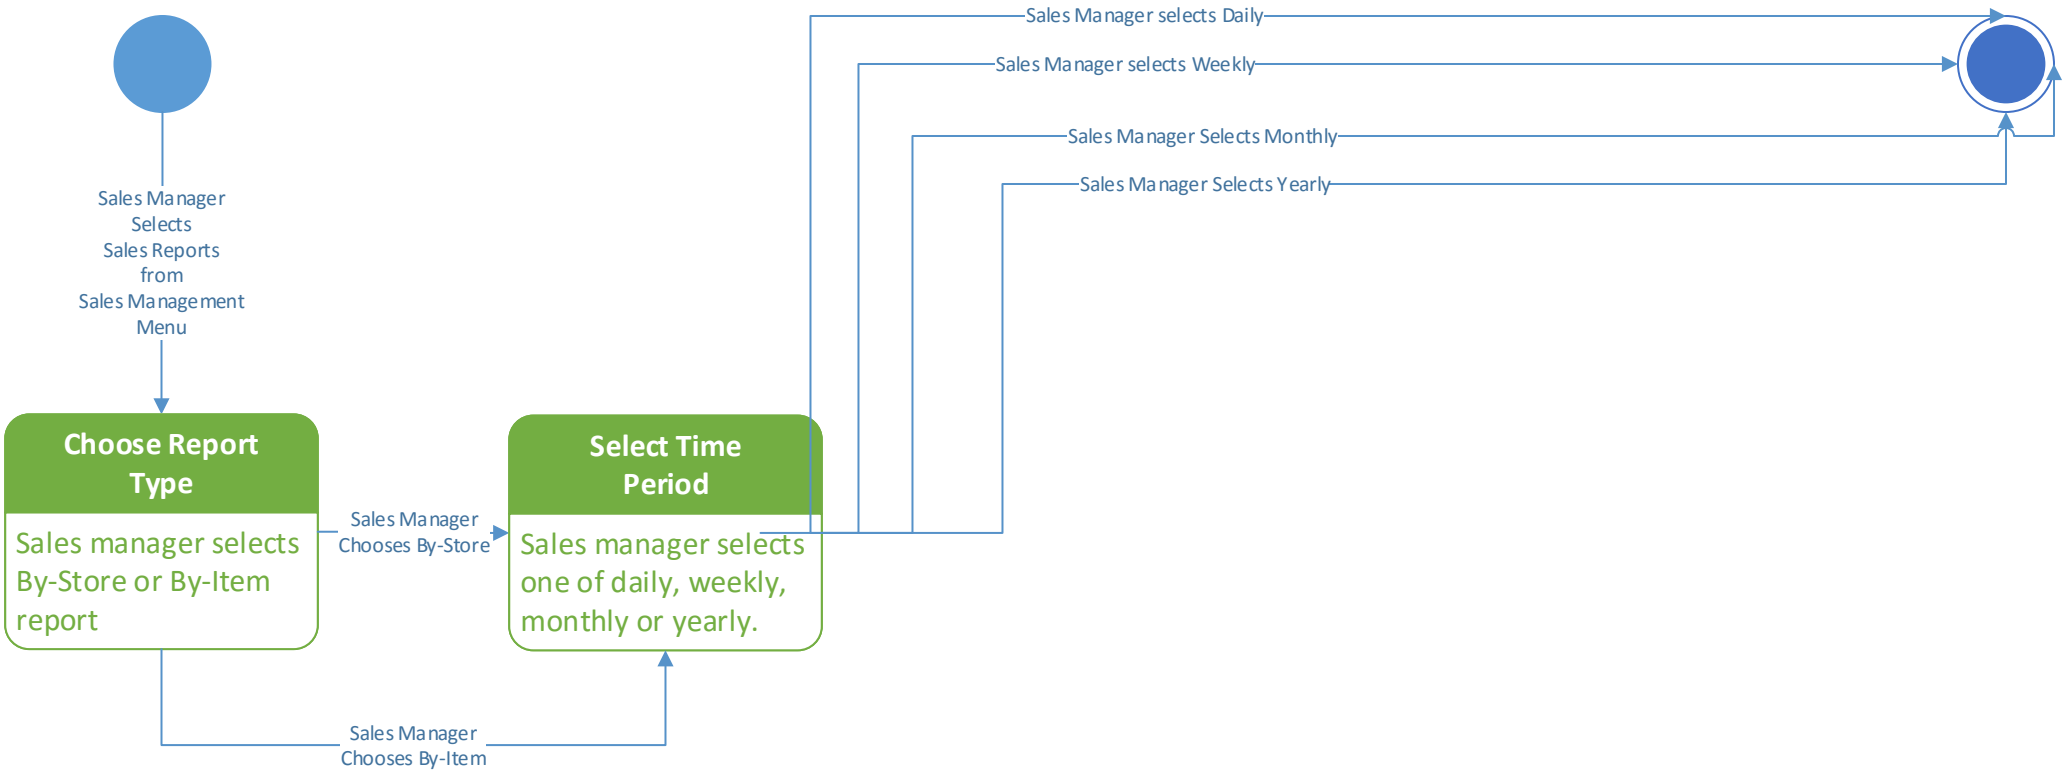 Sales Manager selects Daily
Sales Manager selects Weekly
Sales Manager Selects Monthly
Sales Manager Selects Yearly
Sales Manager
Selects
Sales Reports
from
Sales Management
Menu
Choose Report
Type
Sales manager selects
By-Store or By-Item
report
Sales Manager
Chooses By-Store
Select Time
Period
Sales manager selects
one of daily, weekly,
monthly or yearly.
Sales Manager
Chooses By-Item